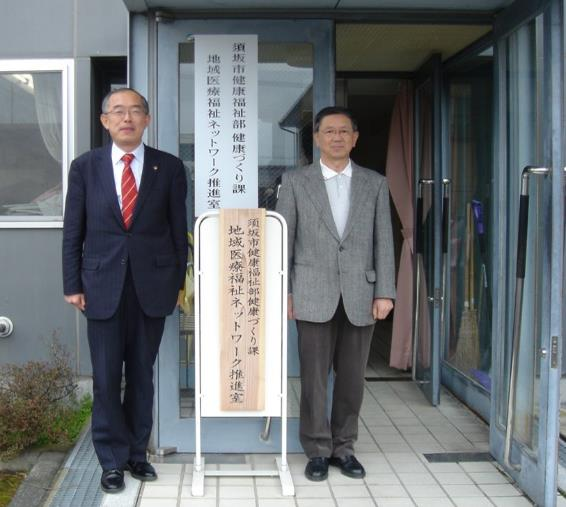 須坂市健康福祉部 健康づくり課
地域医療福祉ネットワーク推進室
須坂市健康福祉部健康づくり課
地域医療福祉ネットワーク推進室